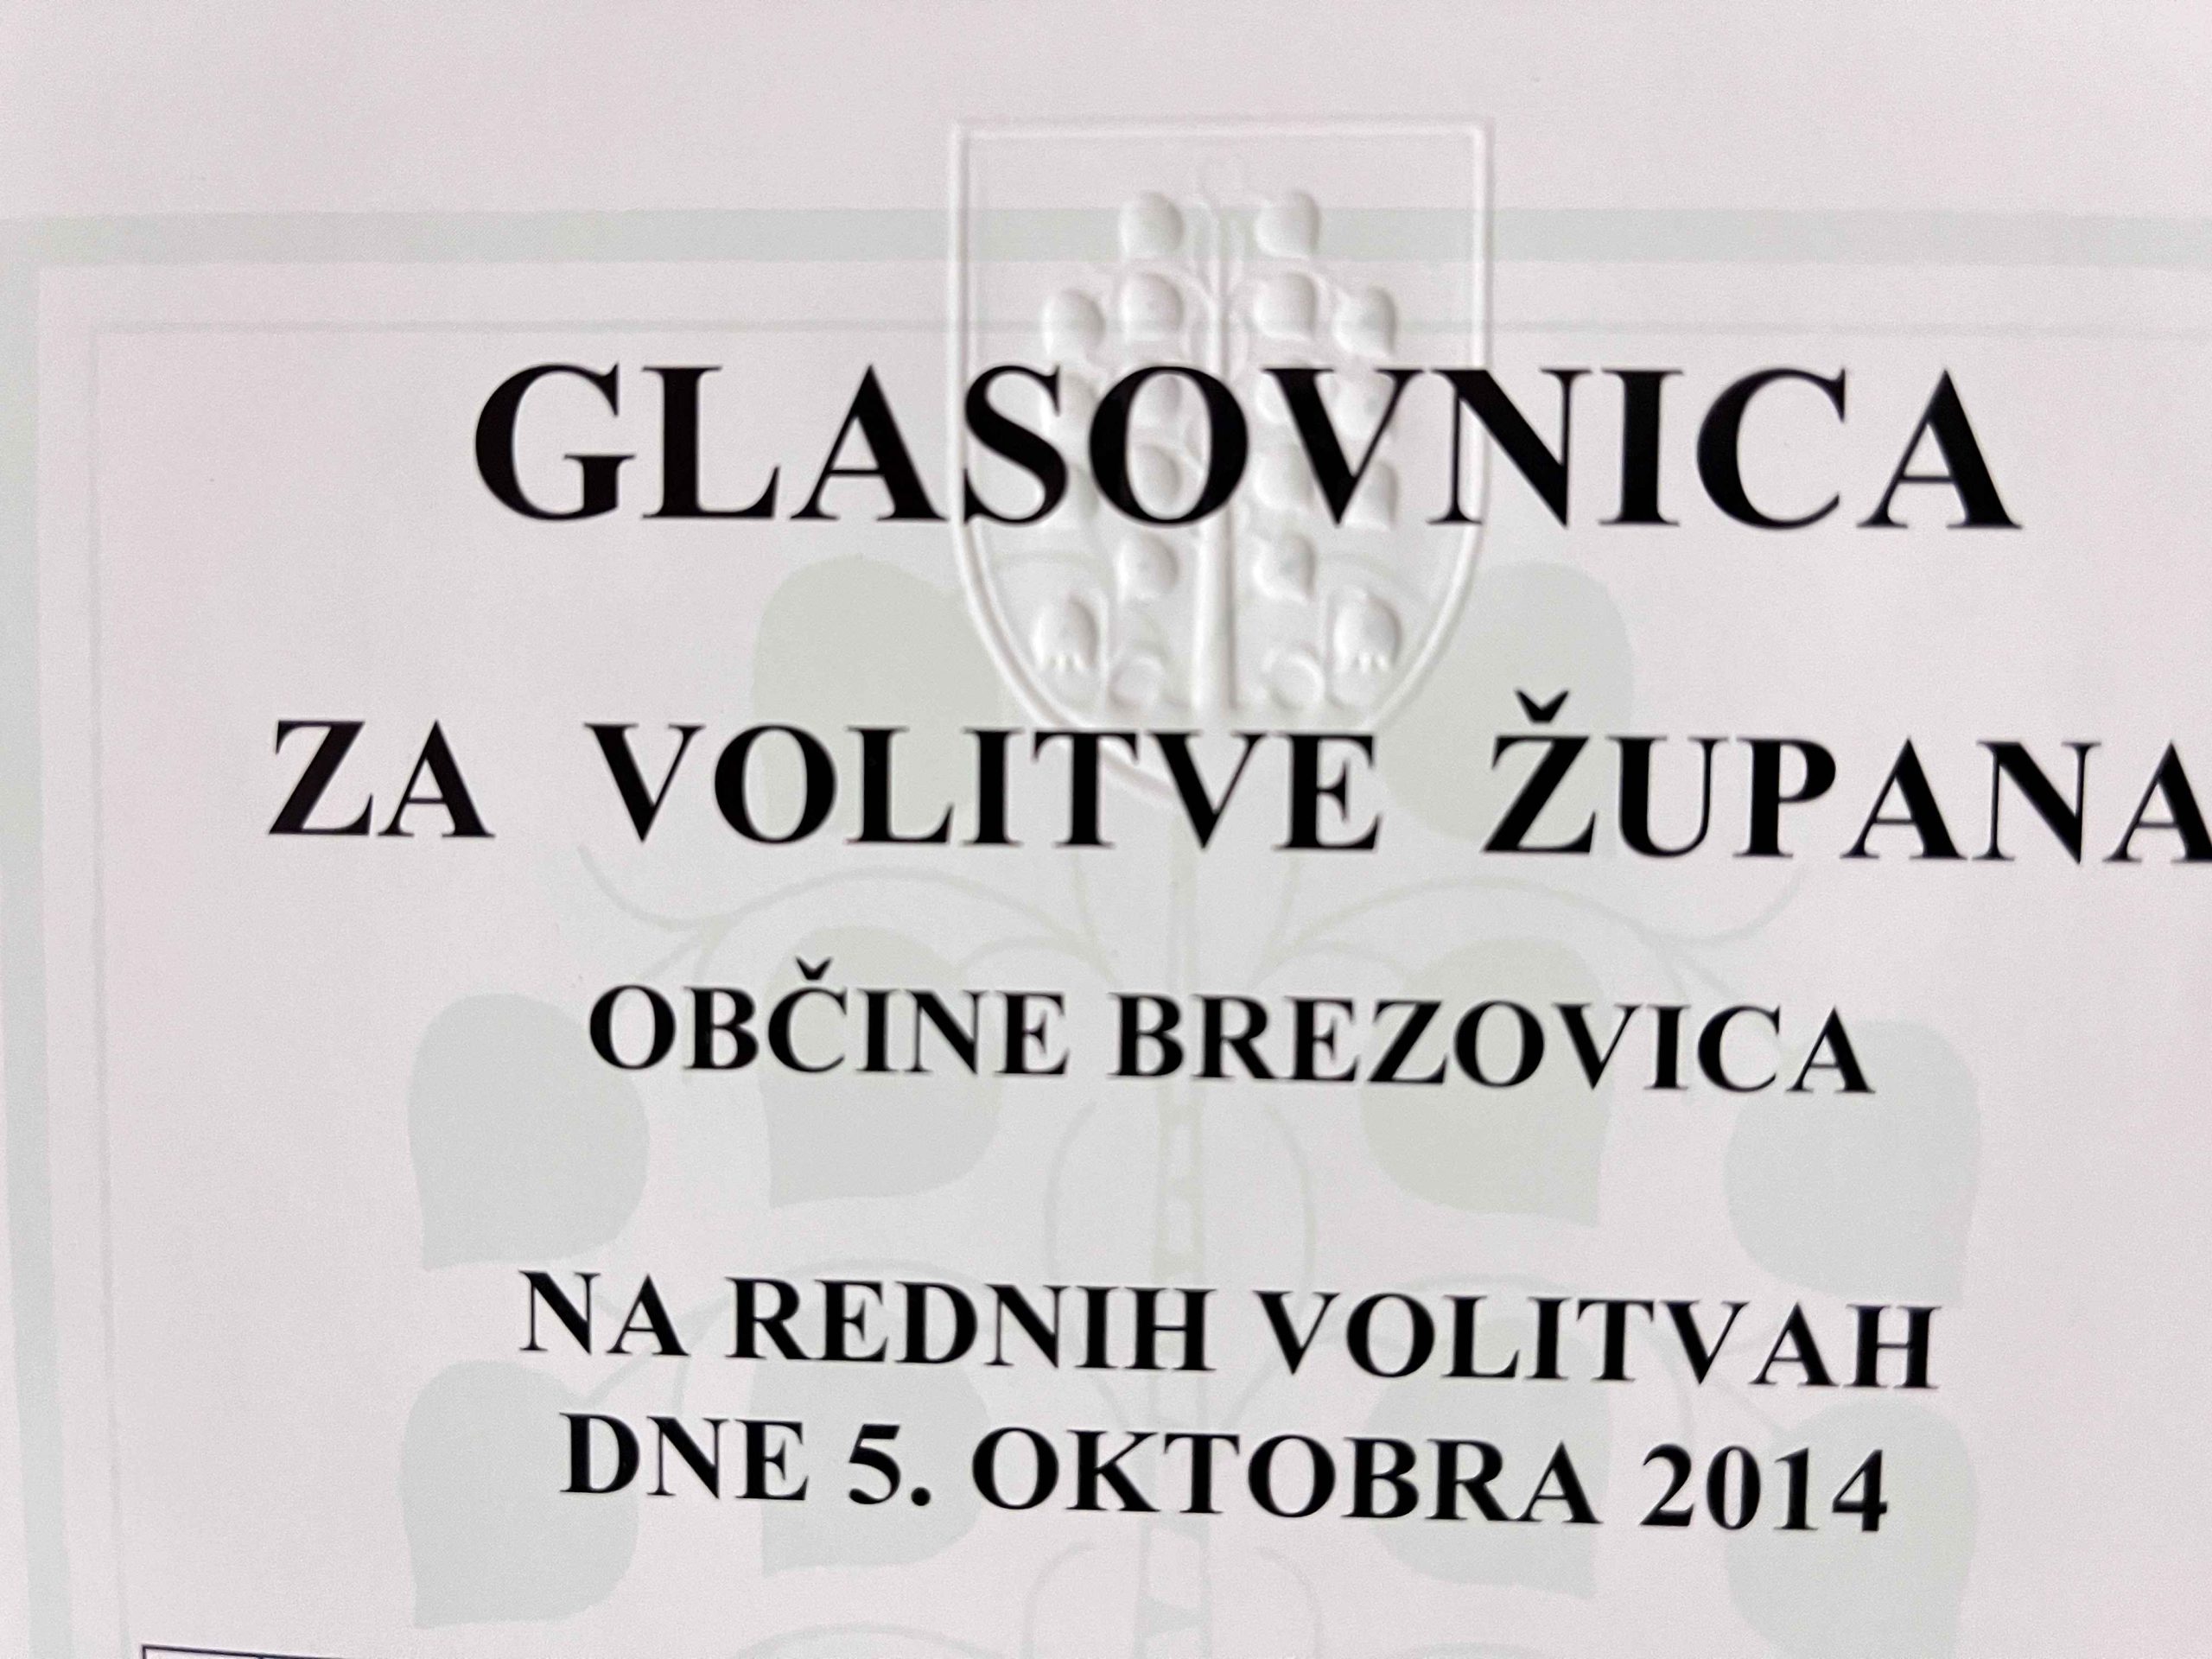 GLASOVNICA
ZA VOLITVE ŽUPANA
OBČINE BREZOVICA
NA REDNIH VOLITVAH
DNE 5. OKTOBRA 2014